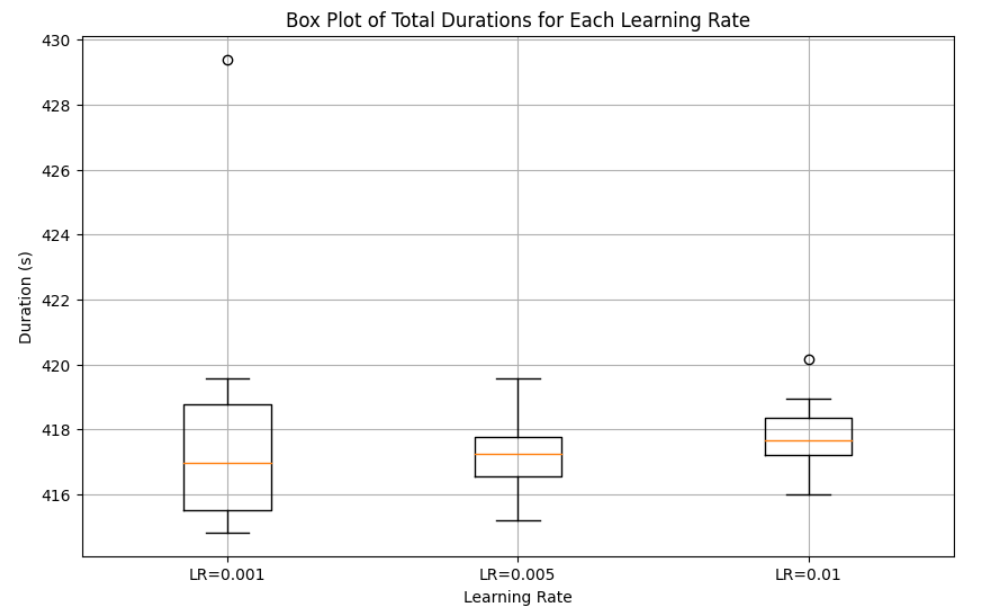 Box Plot of Total Durations for Each Learning Rate
430
428
426
424
422
420
418
416
Duration (s)
LR=0.001 LR=0.005 LR=0.01
Learning Rate